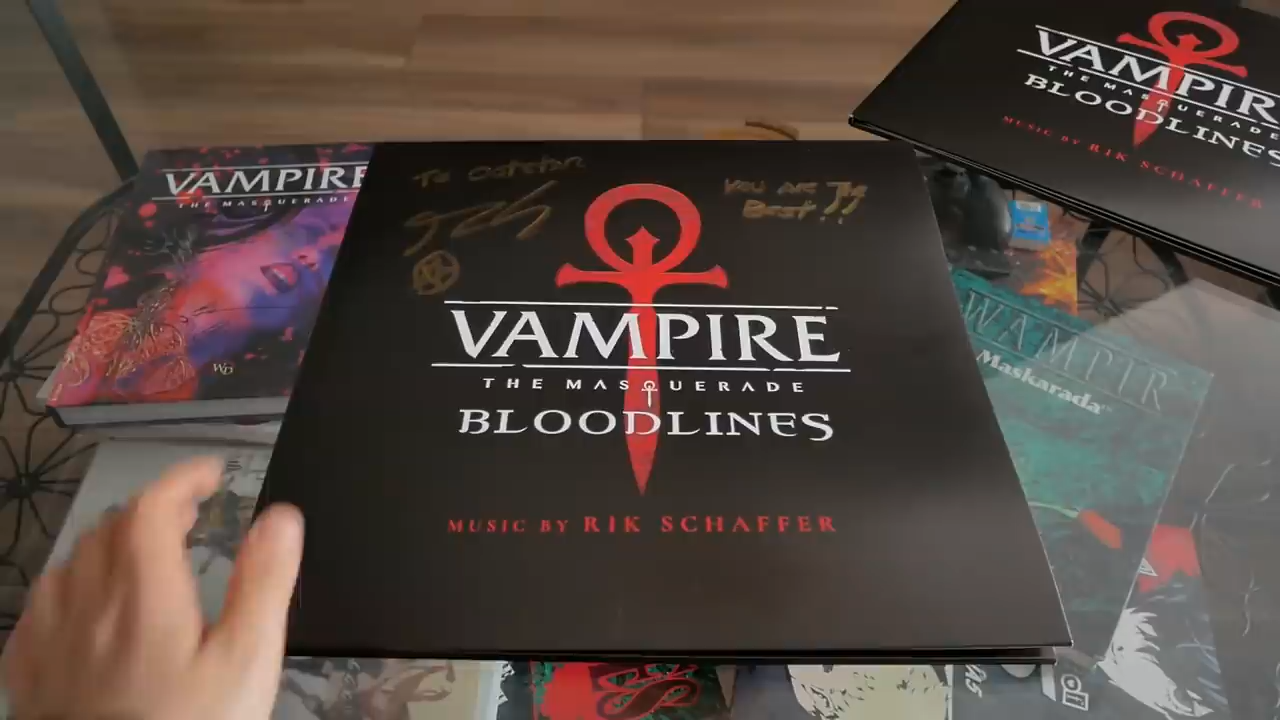 VAMPIRE
THE MASQUERADE
BLOODLINES
MUSIC BY RIK SCHAFFER
VAMPIRE
THE MASQUERADE
WD
To
YOU ARE The
Best!!
VAMPIRE
THE MASQUERADE
BLOODLINES
MUSIC BY RIK SCHAFFER
WAMPIR
Maskarada